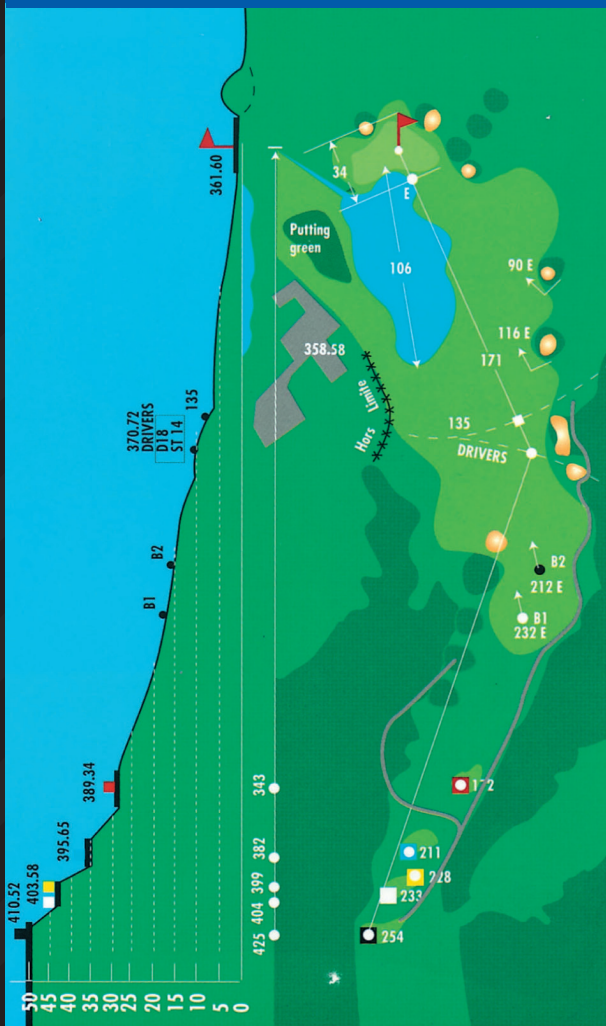 361.60
34
E
Putting
green
106
90 E
358.58
116 E
171
Hors Limite
135
DRIVERS
370.72
DRIVERS
D18
ST 14
135
B2
B1
B2
212 E
B1
232 E
389.34
395.65
403.58
410.52
343
382
399
404
425
211
228
233
254
50
45
40
35
30
25
20
15
10
5
0